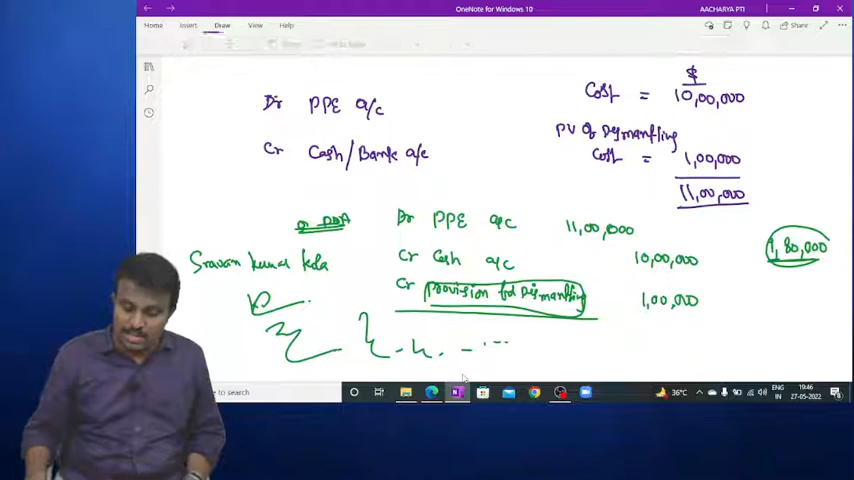 OneNote for Windows 10
AACHARYA PTI
Home Insert Draw View Help
Share
$
Dr PPE a/c
Cost = 10,00,000
Cr Cash/Bank a/c
PV of Dismantling
Cost = 1,00,000
11,00,000
Dr PPE a/c 11,00,000
1,80,000
Sravan kumar
Cr Cash a/c 10,00,000
Cr provision for Dismantling 1,00,000
to search
36°C
ENG
IN
19:46
27-05-2022